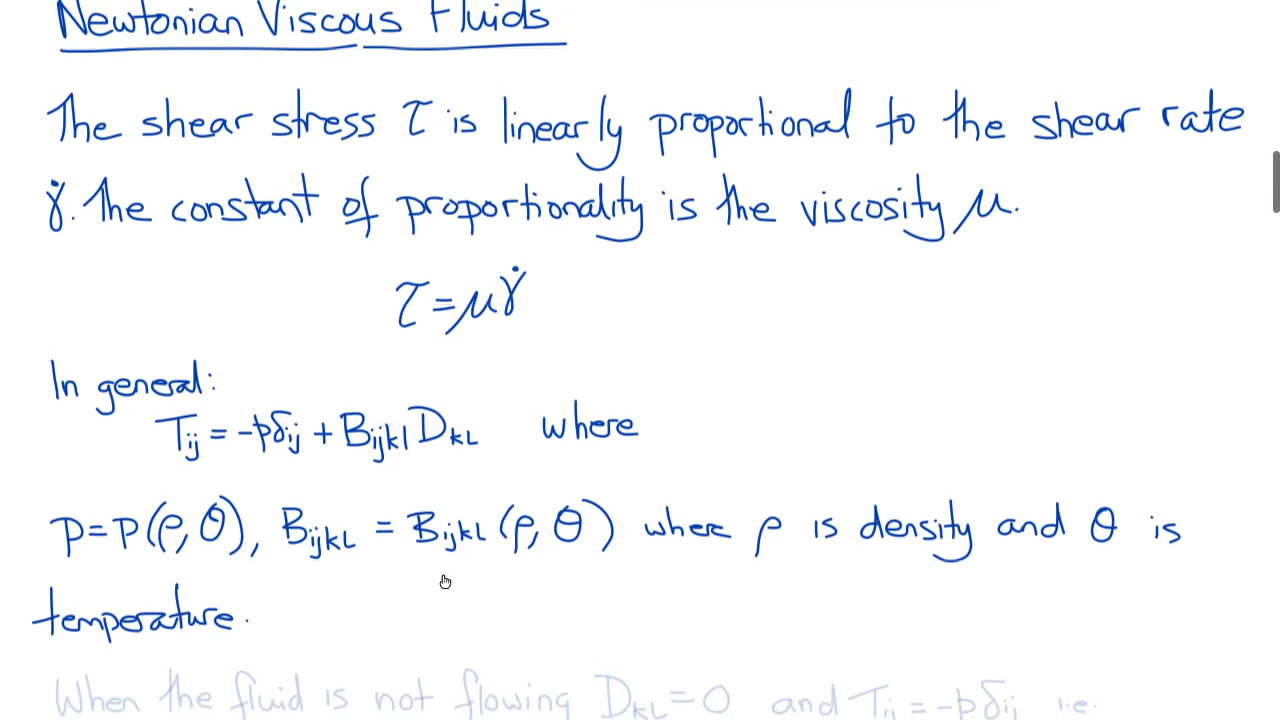 Newtonian Viscous Fluids
The shear stress τ is linearly proportional to the shear rate
γ̇. The constant of proportionality is the viscosity μ.
τ = μγ̇
In general:
Tij = -pδij + Bijkl DkL where
p = p(ρ, θ), BijkL = BijkL (ρ, θ) where ρ is density and θ is
temperature.
When the fluid is not flowing DkL = 0 and Tij = -pδij i.e.